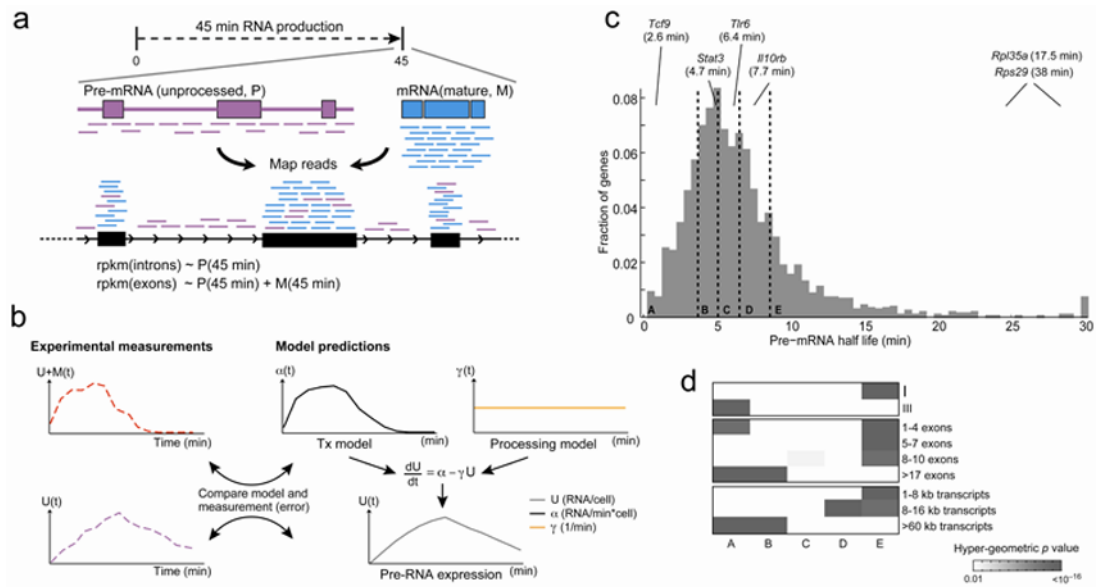 a
45 min RNA production
0
45
Pre-mRNA (unprocessed, P)
mRNA(mature, M)
Map reads
rpkm(introns) ~ P(45 min)
rpkm(exons) ~ P(45 min) + M(45 min)
b
Experimental measurements
Model predictions
U+M(t)
α(t)
γ(t)
Time (min)
(min)
(min)
Tx model
Processing model
dU/dt = α − γ U
Compare model and
measurement (error)
U(t)
U(t)
U (RNA/cell)
α (RNA/min*cell)
γ (1/min)
Time (min)
(min)
Pre-RNA expression
c
Tcf9
(2.6 min)
Stat3
(4.7 min)
Tlr6
(6.4 min)
Il10rb
(7.7 min)
Rpl35a (17.5 min)
Rps29 (38 min)
Fraction of genes
0.08
0.06
0.04
0.02
0
A
B
C
D
E
0 5 10 15 20 25 30
Pre−mRNA half life (min)
d
I
III
1-4 exons
5-7 exons
8-10 exons
>17 exons
1-8 kb transcripts
8-16 kb transcripts
>60 kb transcripts
A B C D E
Hyper-geometric p value
0.01 <10⁻¹⁶